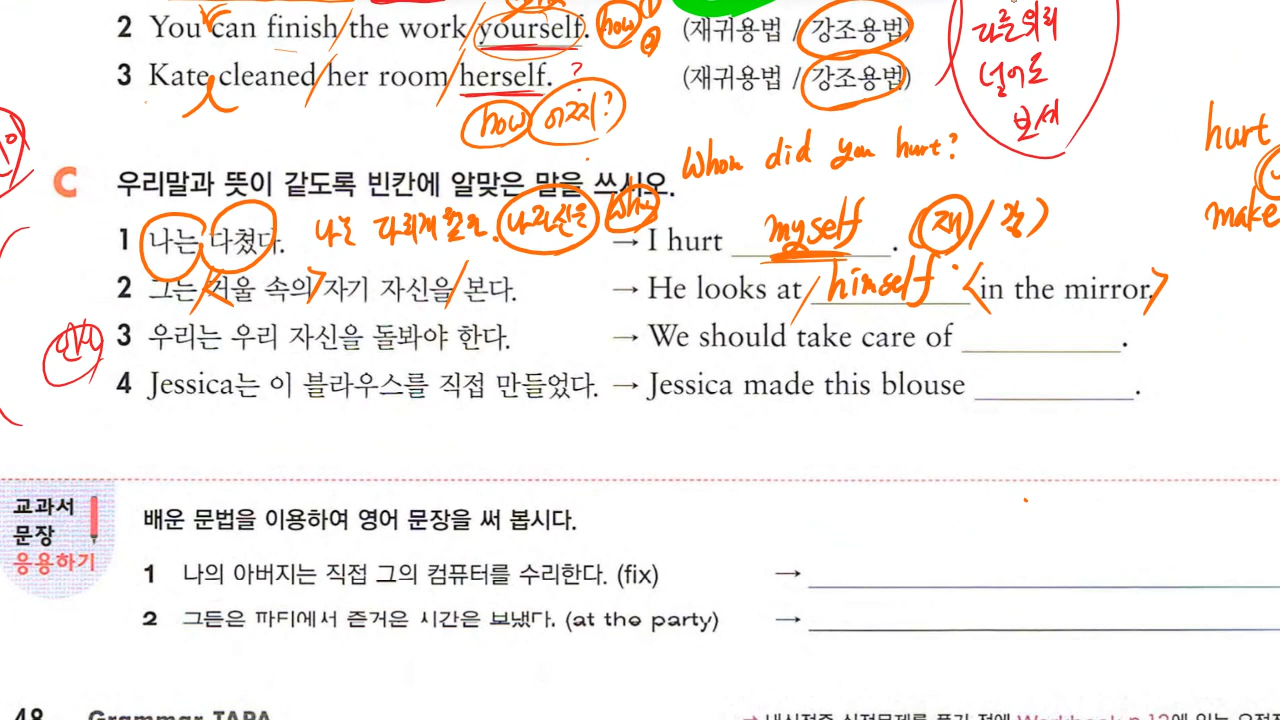 2 You can finish the work yourself. how (재귀용법 / 강조용법)
3 Kate cleaned her room herself. ? (재귀용법 / 강조용법)
how 어찌?
다른의뢰
넣어도
보세
Whom did you hurt?
hurt
make
C 우리말과 뜻이 같도록 빈칸에 알맞은 말을 쓰시오.
나는 나자신을 why
1 나는 다쳤다. → I hurt myself. (재/강)
2 그는 거울 속의 자기 자신을 본다. → He looks at himself in the mirror.
3 우리는 우리 자신을 돌봐야 한다. → We should take care of ________.
4 Jessica는 이 블라우스를 직접 만들었다. → Jessica made this blouse ________.
교과서
문장
응용하기
배운 문법을 이용하여 영어 문장을 써 봅시다.
1 나의 아버지는 직접 그의 컴퓨터를 수리한다. (fix) →
2 그들은 파티에서 즐거운 시간을 보냈다. (at the party) →
48 Grammar TAPA